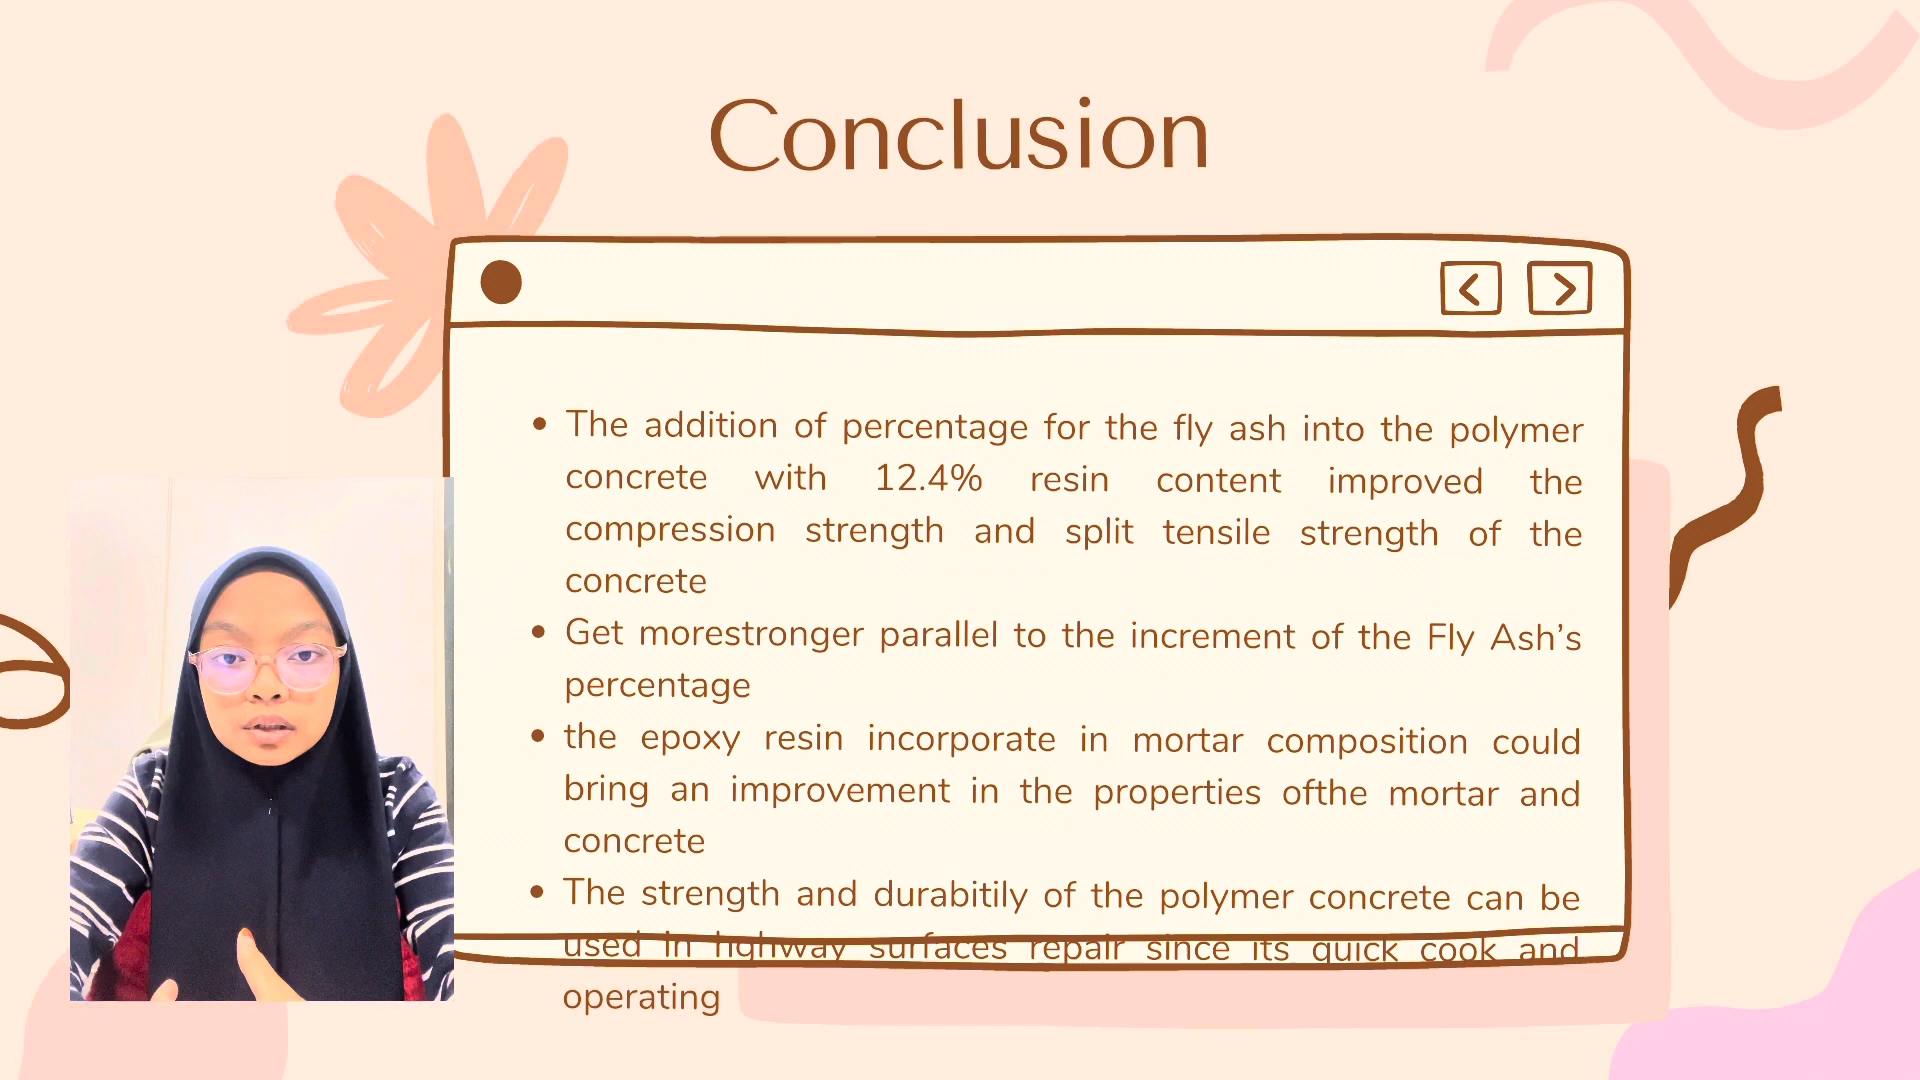 Conclusion
• The addition of percentage for the fly ash into the polymer
concrete with 12.4% resin content improved the
compression strength and split tensile strength of the
concrete
• Get morestronger parallel to the increment of the Fly Ash’s
percentage
• the epoxy resin incorporate in mortar composition could
bring an improvement in the properties ofthe mortar and
concrete
• The strength and durabitily of the polymer concrete can be
used in hghway surfaces repair since its quick cook and
operating